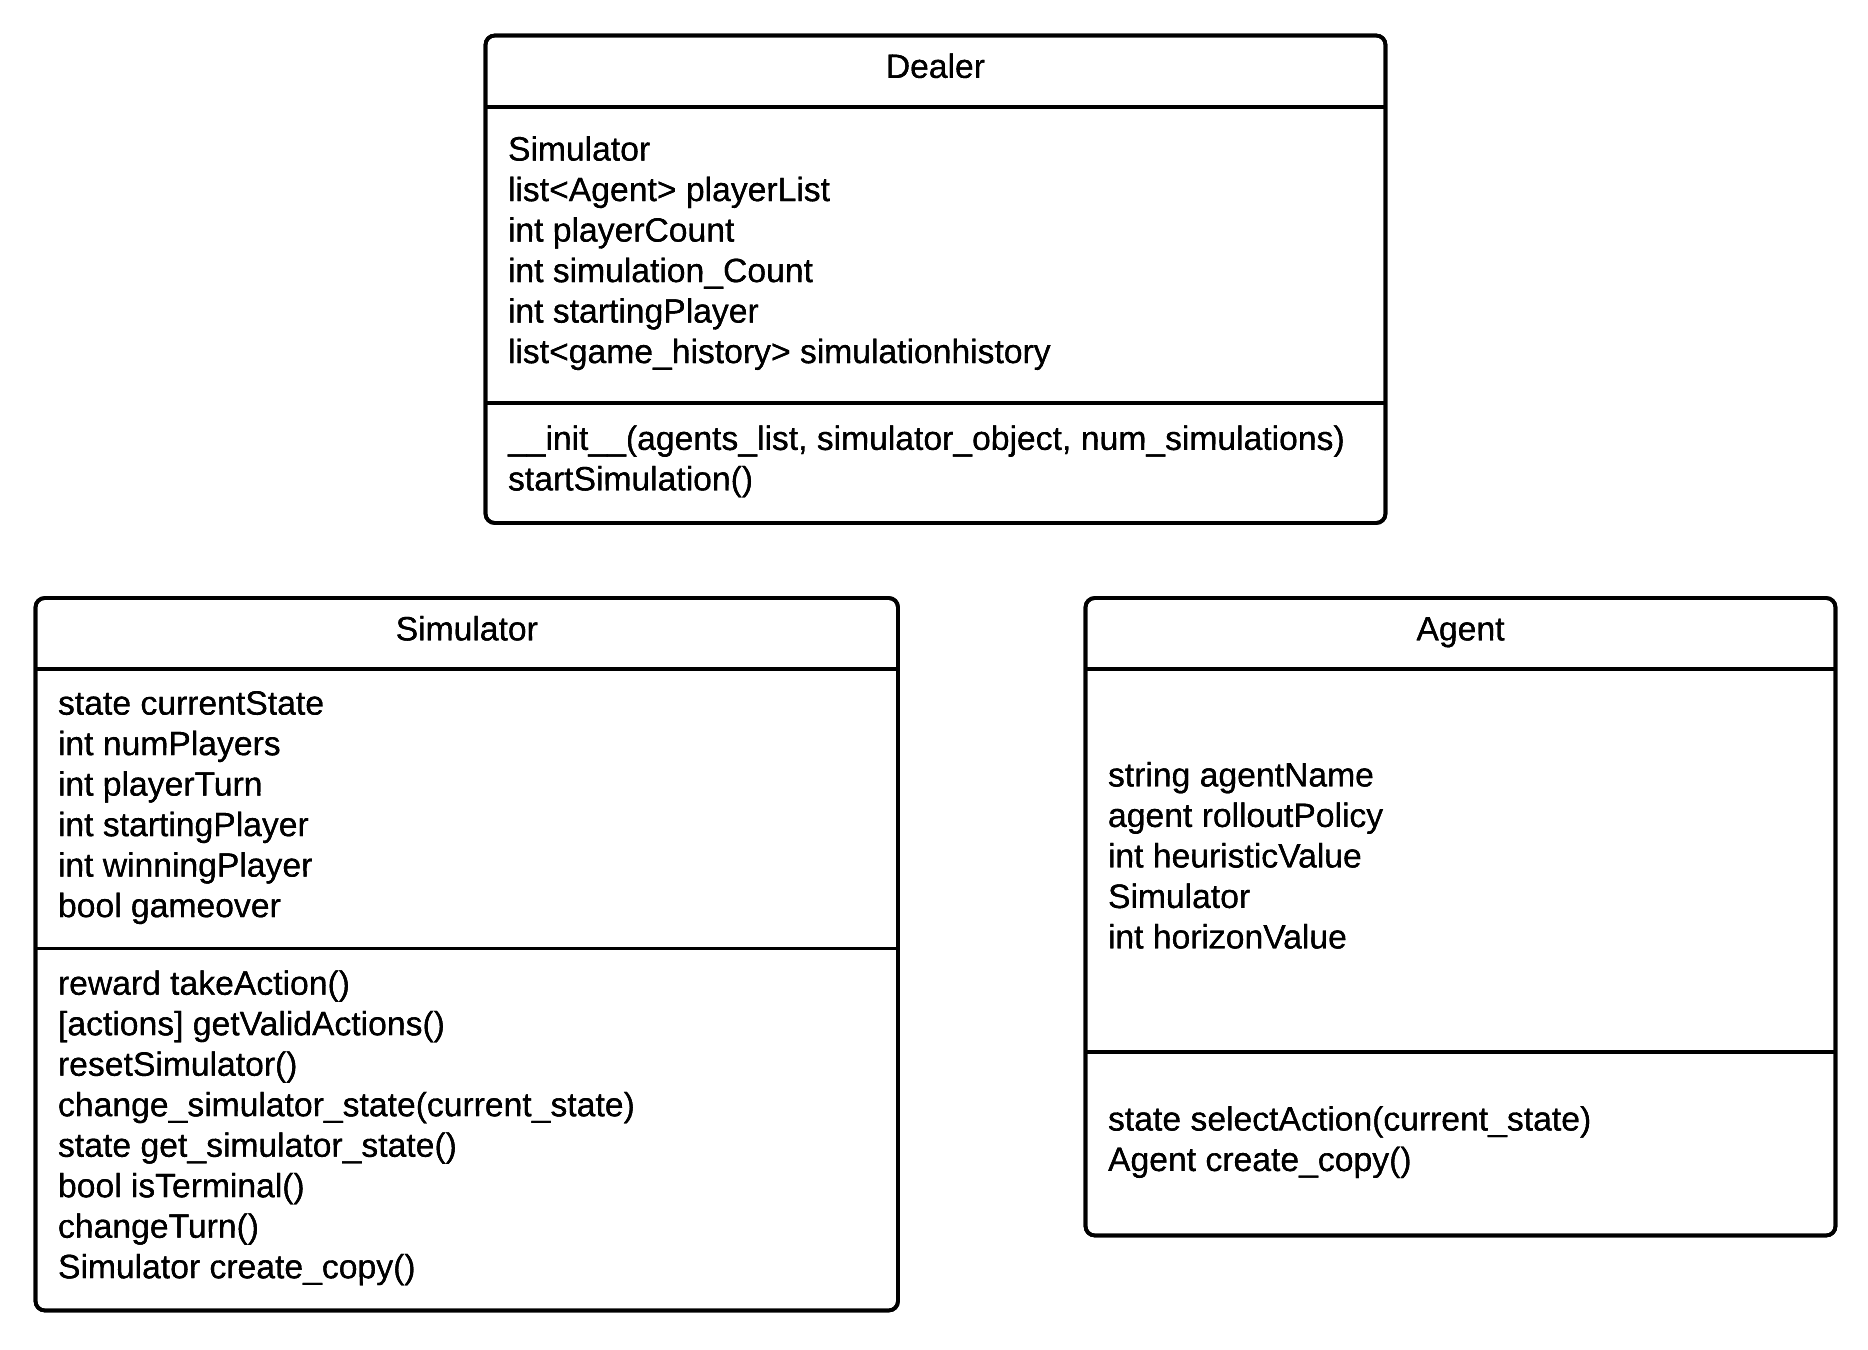 Dealer
Simulator
list<Agent> playerList
int playerCount
int simulation_Count
int startingPlayer
list<game_history> simulationhistory
__init__(agents_list, simulator_object, num_simulations)
startSimulation()
Simulator
state currentState
int numPlayers
int playerTurn
int startingPlayer
int winningPlayer
bool gameover
reward takeAction()
[actions] getValidActions()
resetSimulator()
change_simulator_state(current_state)
state get_simulator_state()
bool isTerminal()
changeTurn()
Simulator create_copy()
Agent
string agentName
agent rolloutPolicy
int heuristicValue
Simulator
int horizonValue
state selectAction(current_state)
Agent create_copy()